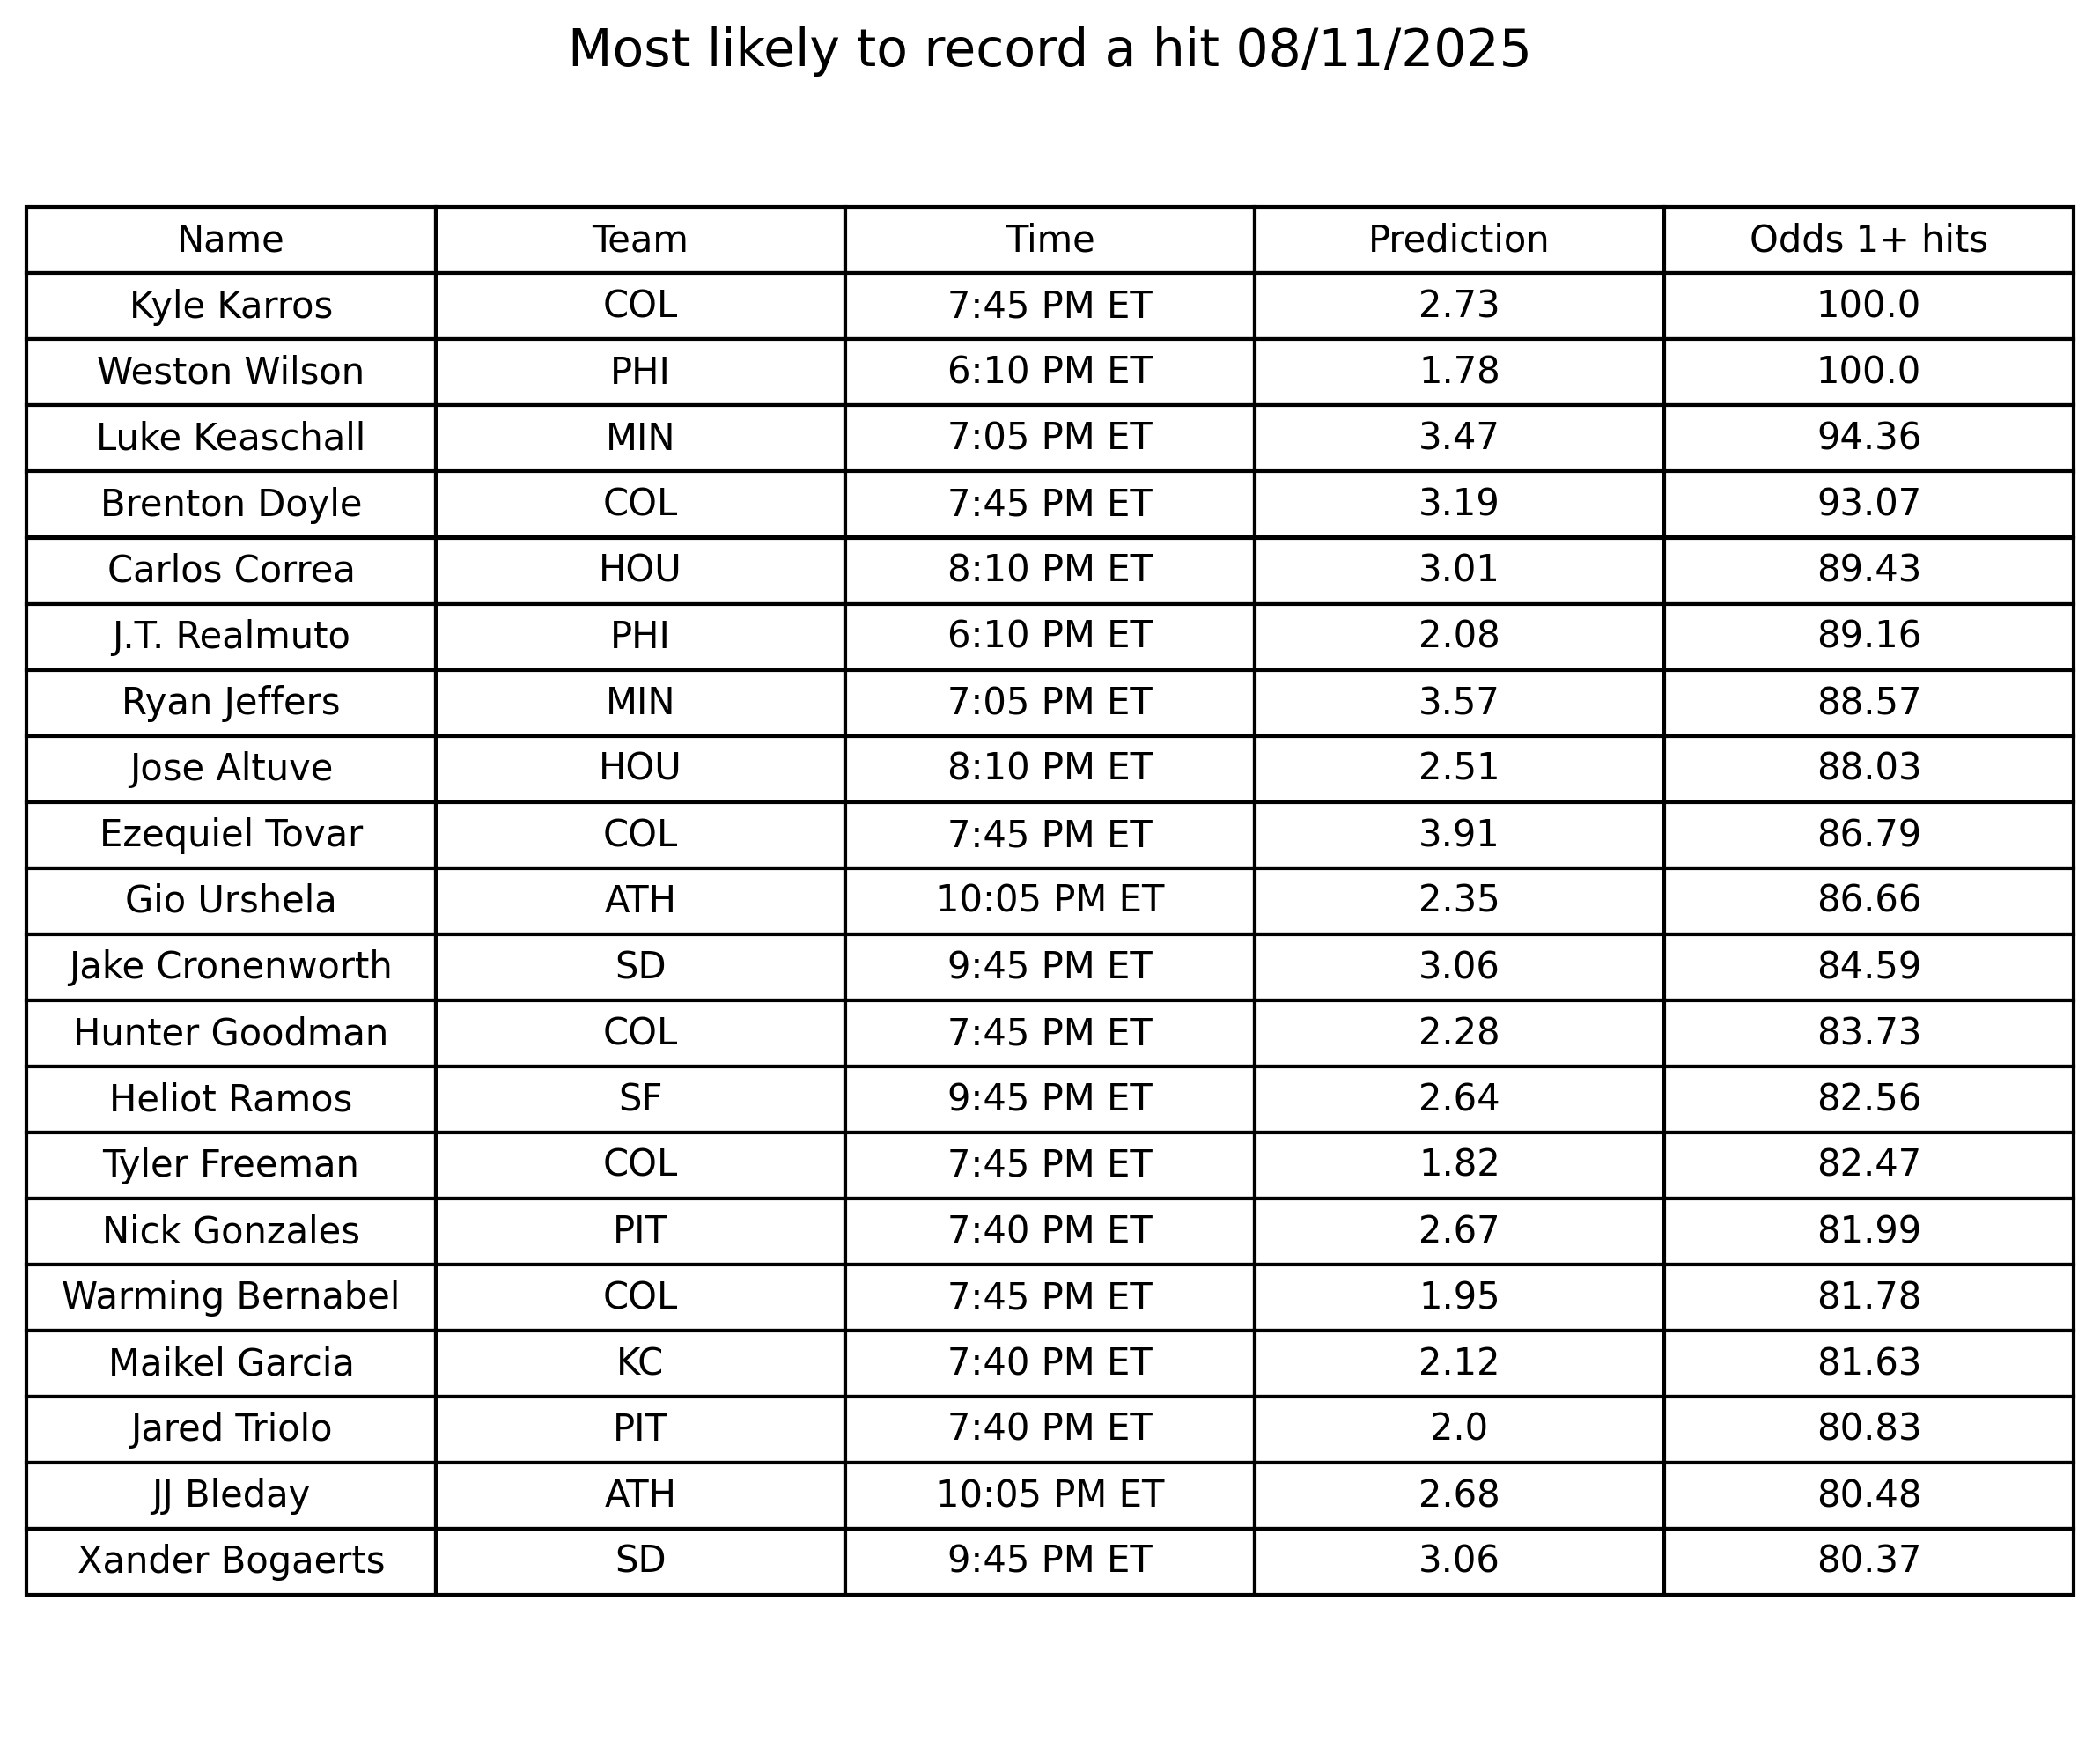 Most likely to record a hit 08/11/2025
Name Team Time Prediction Odds 1+ hits
Kyle Karros COL 7:45 PM ET 2.73 100.0
Weston Wilson PHI 6:10 PM ET 1.78 100.0
Luke Keaschall MIN 7:05 PM ET 3.47 94.36
Brenton Doyle COL 7:45 PM ET 3.19 93.07
Carlos Correa HOU 8:10 PM ET 3.01 89.43
J.T. Realmuto PHI 6:10 PM ET 2.08 89.16
Ryan Jeffers MIN 7:05 PM ET 3.57 88.57
Jose Altuve HOU 8:10 PM ET 2.51 88.03
Ezequiel Tovar COL 7:45 PM ET 3.91 86.79
Gio Urshela ATH 10:05 PM ET 2.35 86.66
Jake Cronenworth SD 9:45 PM ET 3.06 84.59
Hunter Goodman COL 7:45 PM ET 2.28 83.73
Heliot Ramos SF 9:45 PM ET 2.64 82.56
Tyler Freeman COL 7:45 PM ET 1.82 82.47
Nick Gonzales PIT 7:40 PM ET 2.67 81.99
Warming Bernabel COL 7:45 PM ET 1.95 81.78
Maikel Garcia KC 7:40 PM ET 2.12 81.63
Jared Triolo PIT 7:40 PM ET 2.0 80.83
JJ Bleday ATH 10:05 PM ET 2.68 80.48
Xander Bogaerts SD 9:45 PM ET 3.06 80.37